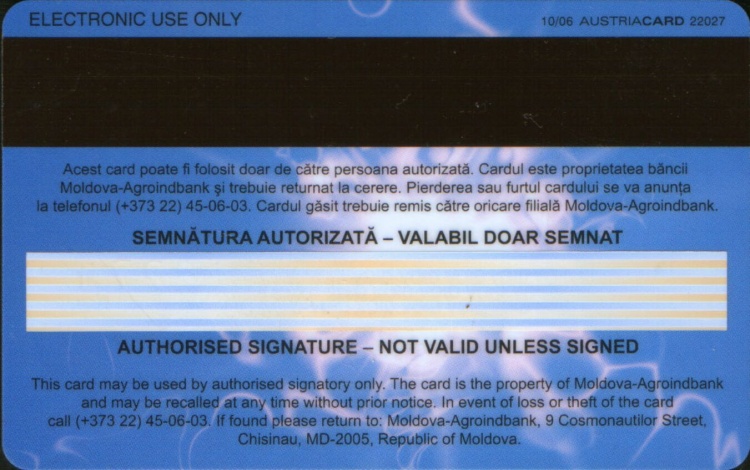 ELECTRONIC USE ONLY
10/06 AUSTRIACARD 22027
Acest card poate fi folosit doar de către persoana autorizată. Cardul este proprietatea băncii
Moldova-Agroindbank şi trebuie returnat la cerere. Pierderea sau furtul cardului se va anunţa
la telefonul (+373 22) 45-06-03. Cardul găsit trebuie remis către oricare filială Moldova-Agroindbank.
SEMNĂTURA AUTORIZATĂ – VALABIL DOAR SEMNAT
AUTHORISED SIGNATURE – NOT VALID UNLESS SIGNED
This card may be used by authorised signatory only. The card is the property of Moldova-Agroindbank
and may be recalled at any time without prior notice. In event of loss or theft of the card
call (+373 22) 45-06-03. If found please return to: Moldova-Agroindbank, 9 Cosmonautilor Street,
Chisinau, MD-2005, Republic of Moldova.